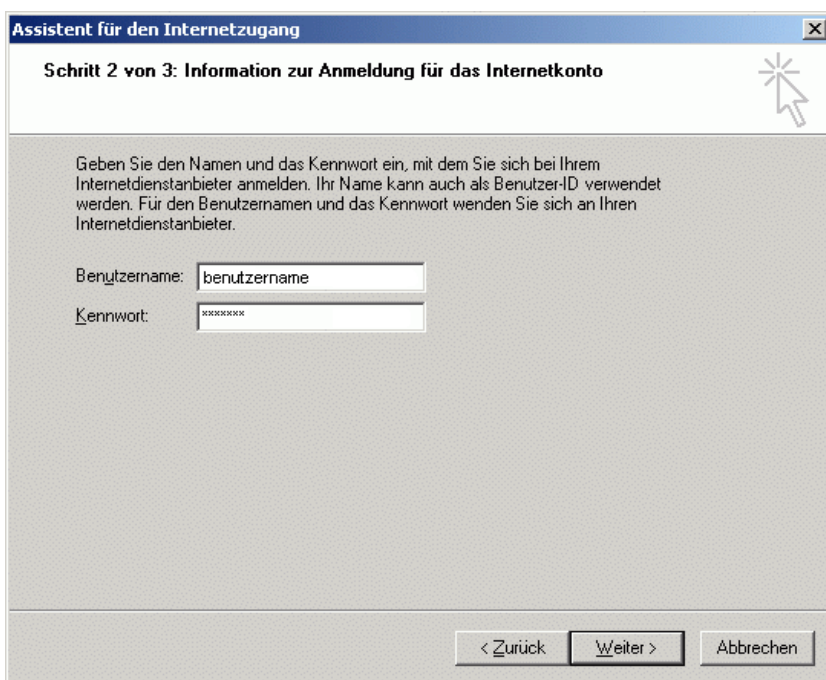 Assistent für den Internetzugang
Schritt 2 von 3: Information zur Anmeldung für das Internetkonto
Geben Sie den Namen und das Kennwort ein, mit dem Sie sich bei Ihrem
Internetdienstanbieter anmelden. Ihr Name kann auch als Benutzer-ID verwendet
werden. Für den Benutzernamen und das Kennwort wenden Sie sich an Ihren
Internetdienstanbieter.
Benutzername: benutzername
Kennwort: xxxxxxx
< Zurück Weiter > Abbrechen